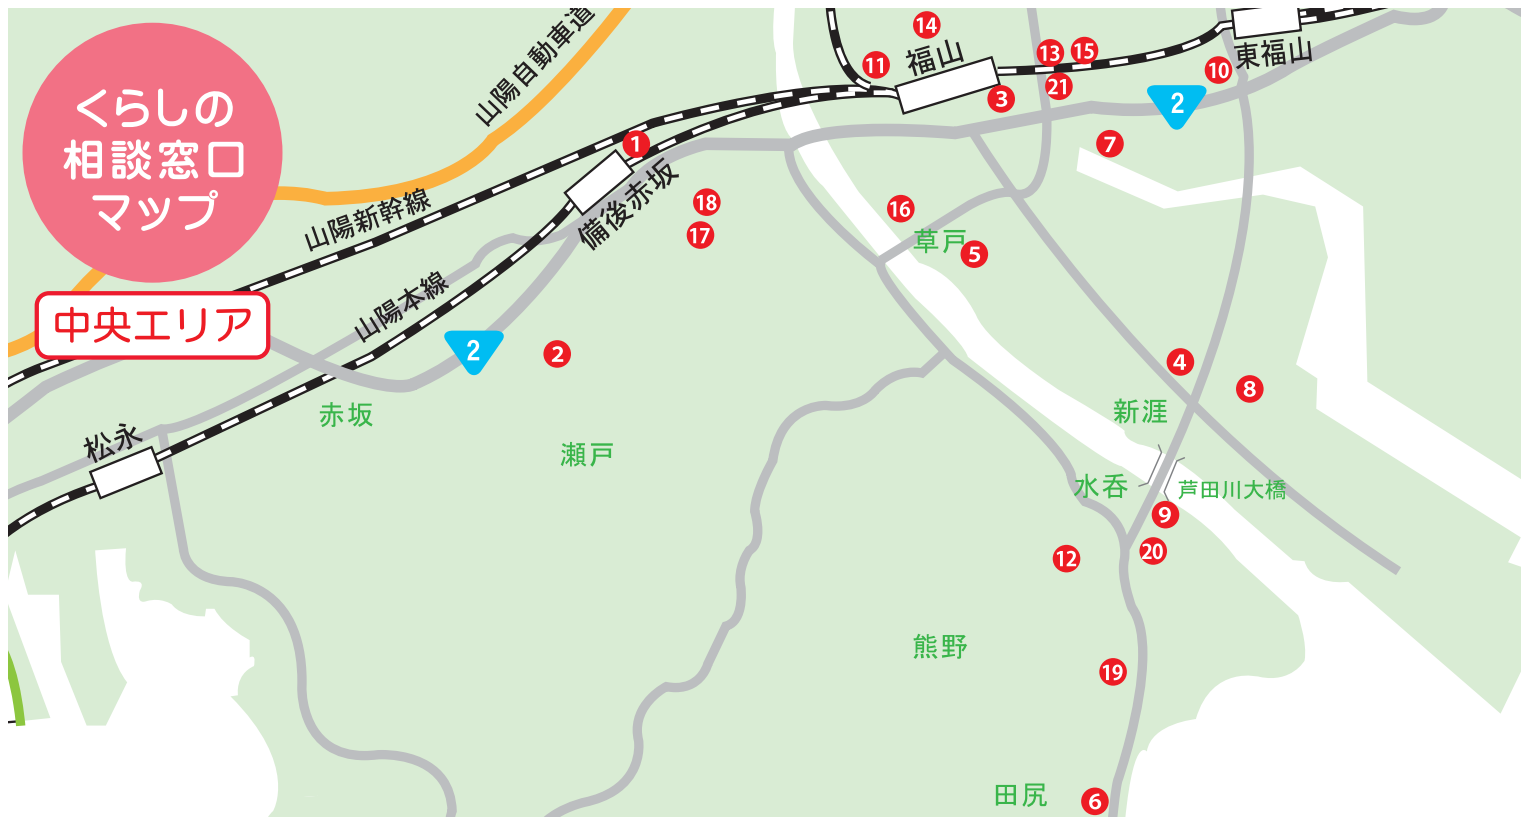 くらしの
相談窓口
マップ
中央エリア
山陽自動車道
山陽新幹線
山陽本線
備後赤坂
福山
東福山
松永
赤坂
瀬戸
草戸
新涯
水呑
芦田川大橋
熊野
田尻
2
2
1
2
3
4
5
6
7
8
9
10
11
12
13
14
15
16
17
18
19
20
21